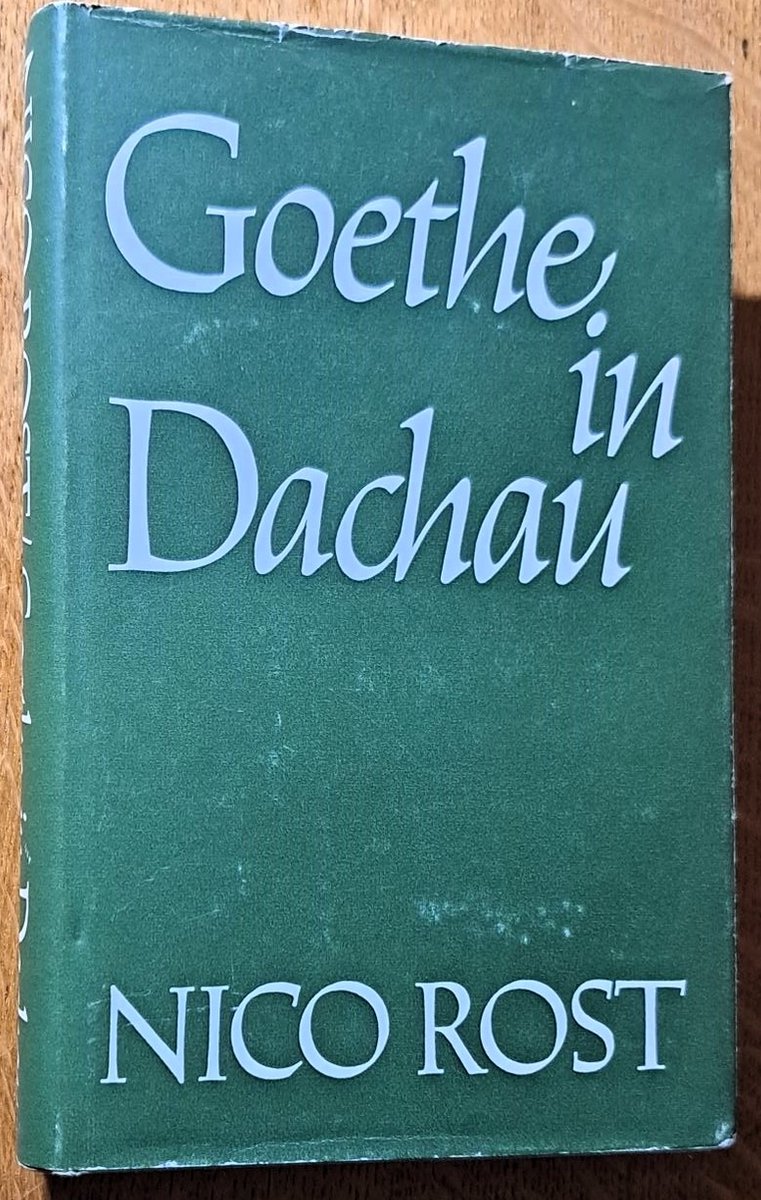 Goethe
in
Dachau
NICO ROST